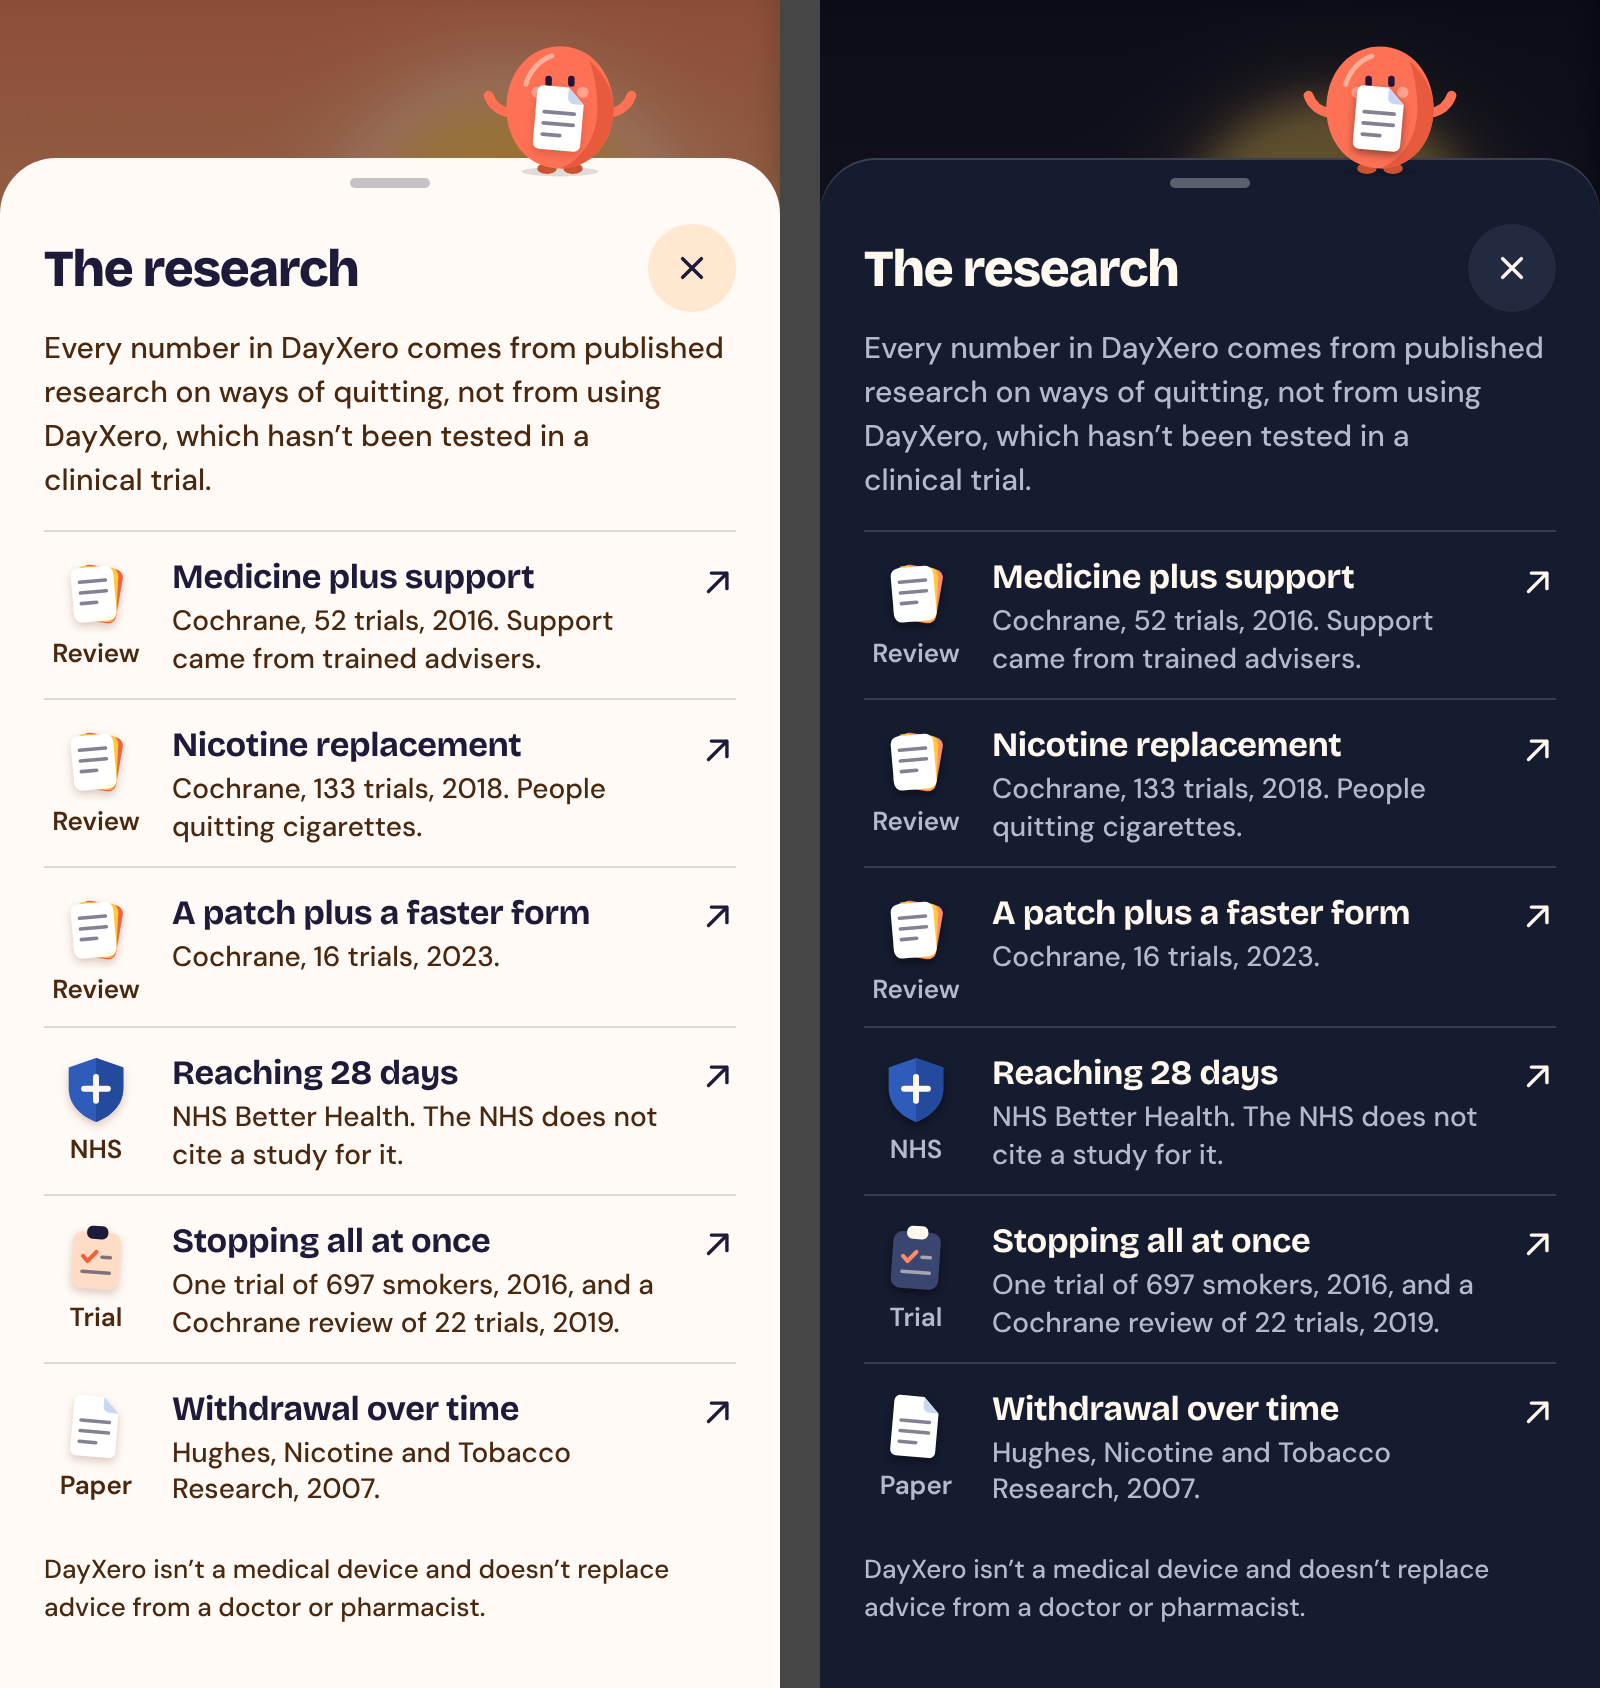 The research
Every number in DayXero comes from published
research on ways of quitting, not from using
DayXero, which hasn’t been tested in a
clinical trial.
Medicine plus support
Cochrane, 52 trials, 2016. Support
came from trained advisers.
Review
Nicotine replacement
Cochrane, 133 trials, 2018. People
quitting cigarettes.
Review
A patch plus a faster form
Cochrane, 16 trials, 2023.
Review
Reaching 28 days
NHS Better Health. The NHS does not
cite a study for it.
NHS
Stopping all at once
One trial of 697 smokers, 2016, and a
Cochrane review of 22 trials, 2019.
Trial
Withdrawal over time
Hughes, Nicotine and Tobacco
Research, 2007.
Paper
DayXero isn’t a medical device and doesn’t replace
advice from a doctor or pharmacist.
The research
Every number in DayXero comes from published
research on ways of quitting, not from using
DayXero, which hasn’t been tested in a
clinical trial.
Medicine plus support
Cochrane, 52 trials, 2016. Support
came from trained advisers.
Review
Nicotine replacement
Cochrane, 133 trials, 2018. People
quitting cigarettes.
Review
A patch plus a faster form
Cochrane, 16 trials, 2023.
Review
Reaching 28 days
NHS Better Health. The NHS does not
cite a study for it.
NHS
Stopping all at once
One trial of 697 smokers, 2016, and a
Cochrane review of 22 trials, 2019.
Trial
Withdrawal over time
Hughes, Nicotine and Tobacco
Research, 2007.
Paper
DayXero isn’t a medical device and doesn’t replace
advice from a doctor or pharmacist.